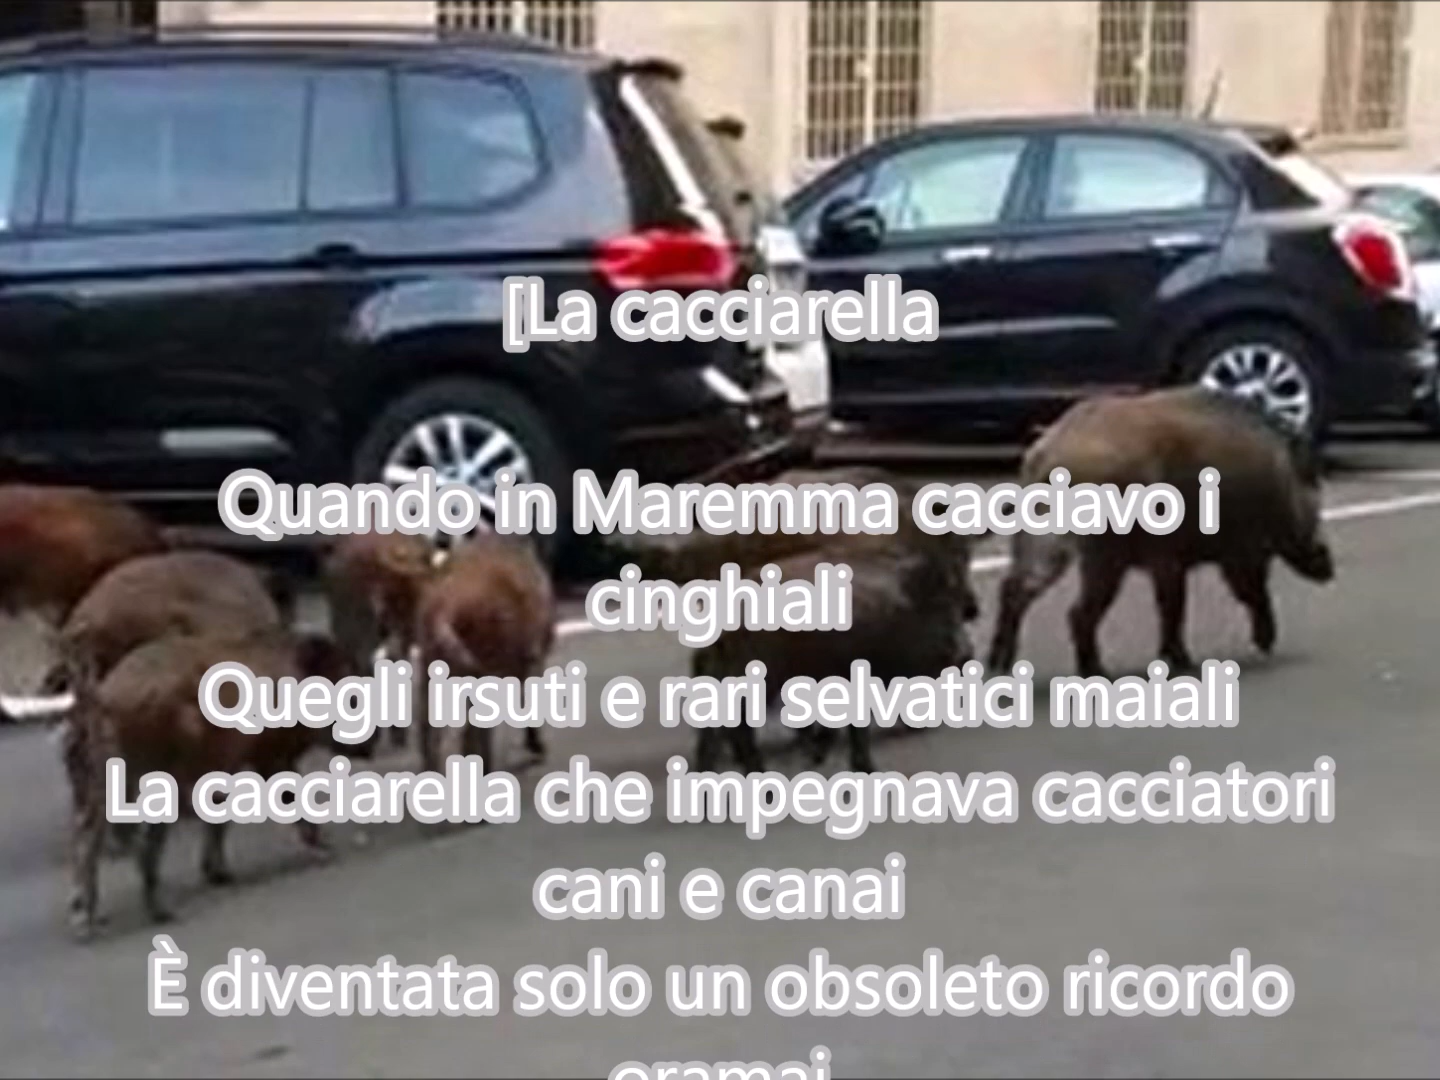 [La cacciarella
Quando in Maremma cacciavo i
cinghiali
Quegli irsuti e rari selvatici maiali
La cacciarella che impegnava cacciatori
cani e canai
È diventata solo un obsoleto ricordo
oramai